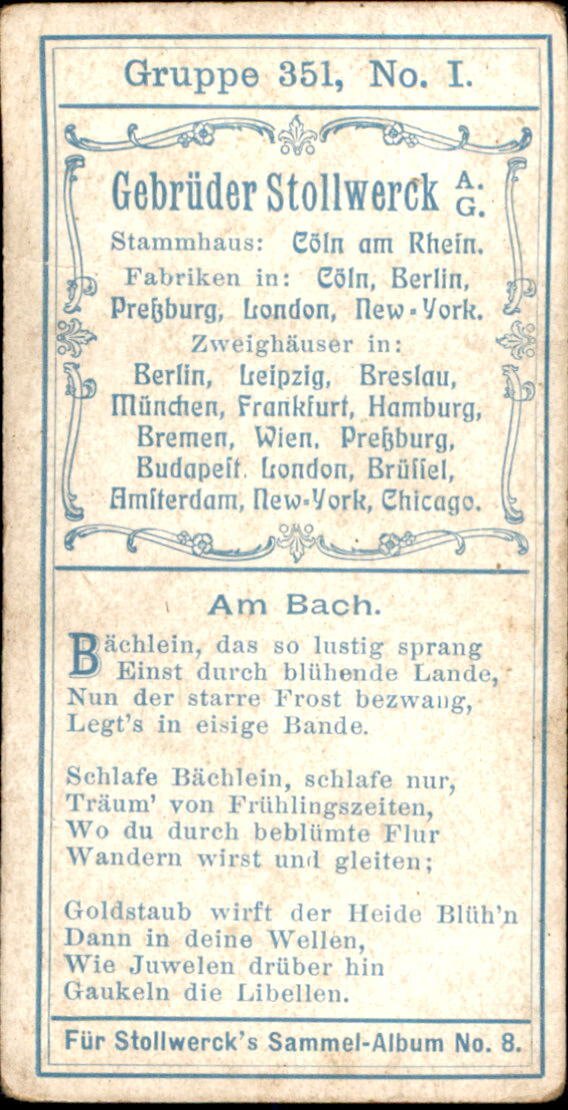 Gruppe 351, No. I.
Gebrüder Stollwerck A. G.
Stammhaus: Cöln am Rhein.
Fabriken in: Cöln, Berlin,
Preßburg, London, New-York.
Zweighäuser in:
Berlin, Leipzig, Breslau,
München, Frankfurt, Hamburg,
Bremen, Wien, Preßburg,
Budapeſt, London, Brüſſel,
Amſterdam, New-York, Chicago.
Am Bach.
Bächlein, das so lustig sprang
Einst durch blühende Lande,
Nun der starre Frost bezwang,
Legt's in eisige Bande.
Schlafe Bächlein, schlafe nur,
Träum' von Frühlingszeiten,
Wo du durch beblümte Flur
Wandern wirst und gleiten;
Goldstaub wirft der Heide Blüh'n
Dann in deine Wellen,
Wie Juwelen drüber hin
Gaukeln die Libellen.
Für Stollwerck's Sammel-Album No. 8.